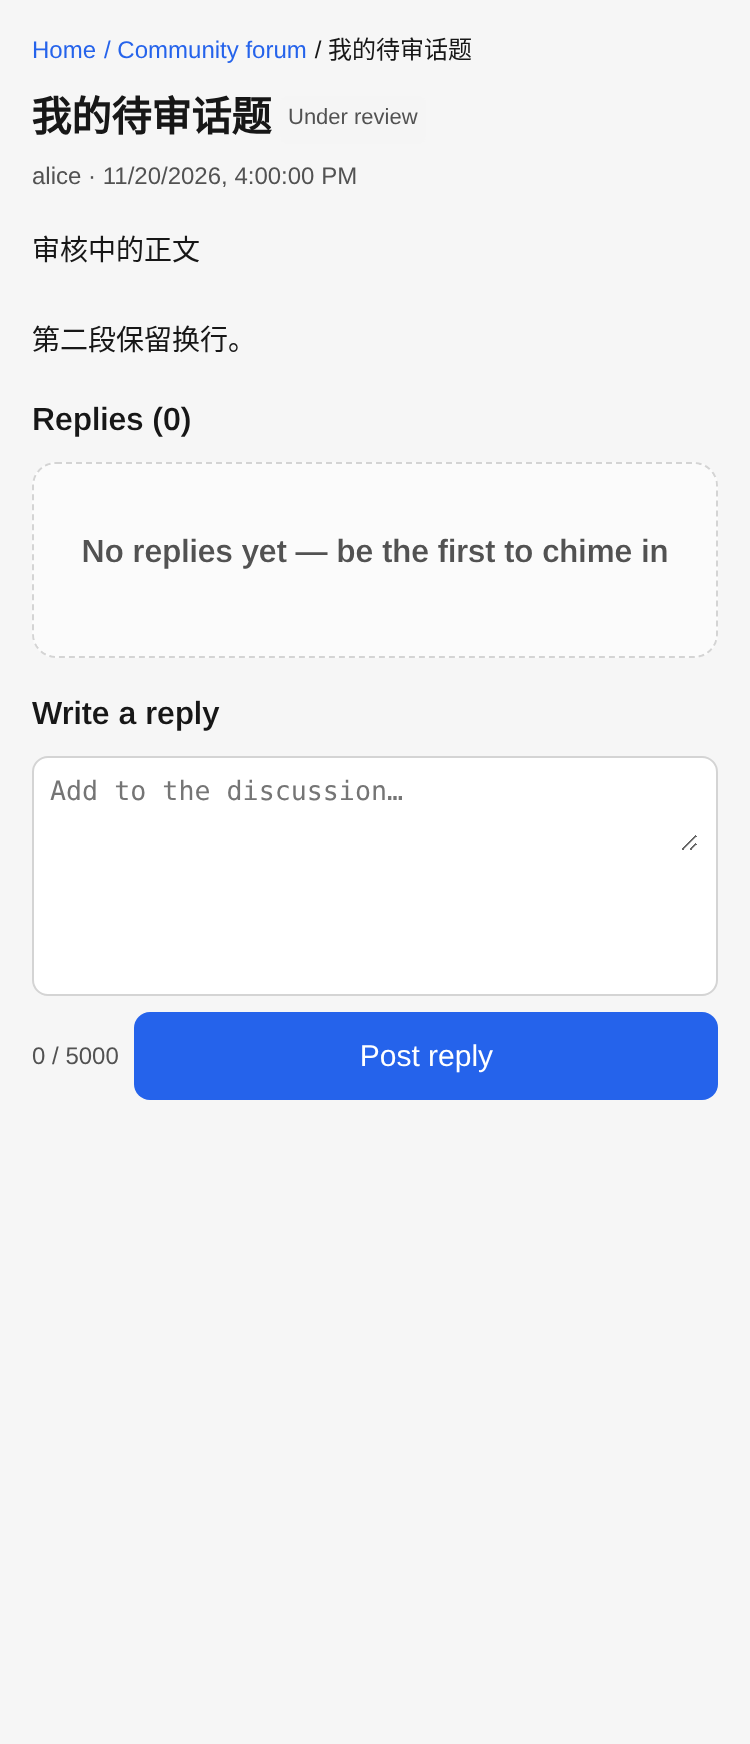 Home / Community forum / 我的待审话题
我的待审话题 Under review
alice · 11/20/2026, 4:00:00 PM
审核中的正文
第二段保留换行。
Replies (0)
No replies yet — be the first to chime in
Write a reply
Add to the discussion…
0 / 5000 Post reply